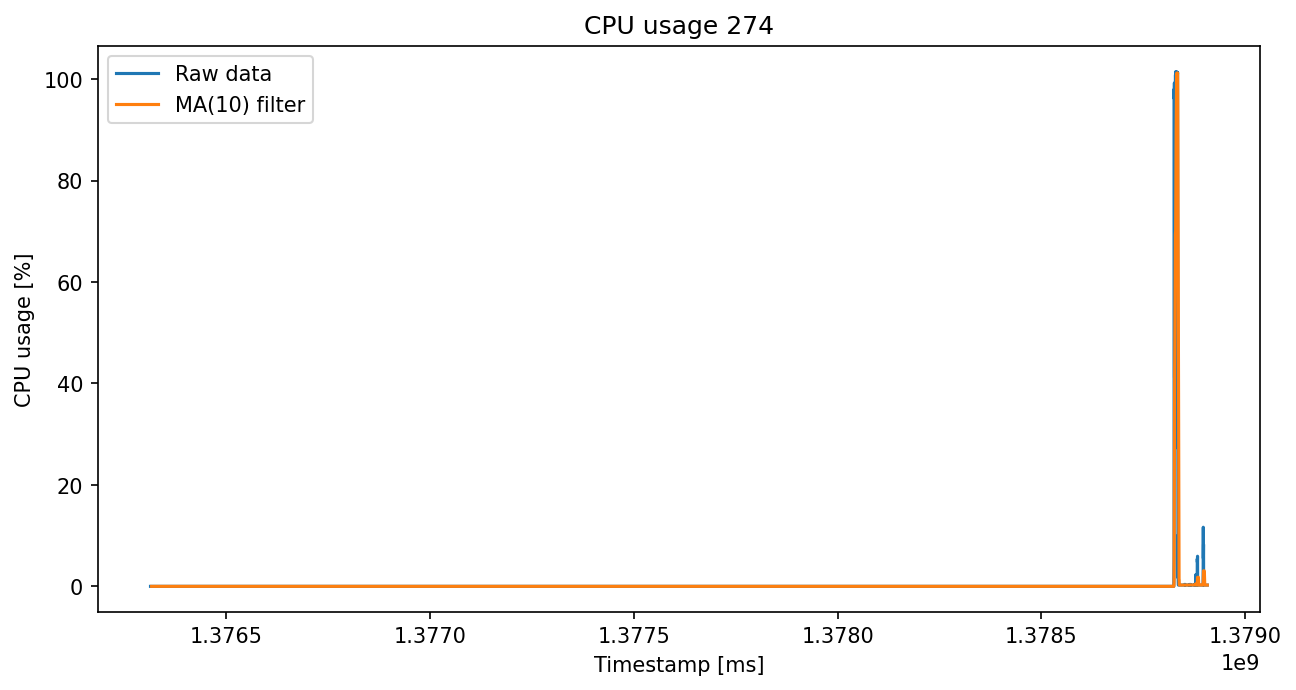 CPU usage 274
Raw data
MA(10) filter
CPU usage [%]
100
80
60
40
20
0
1.3765 1.3770 1.3775 1.3780 1.3785 1.3790
1e9
Timestamp [ms]